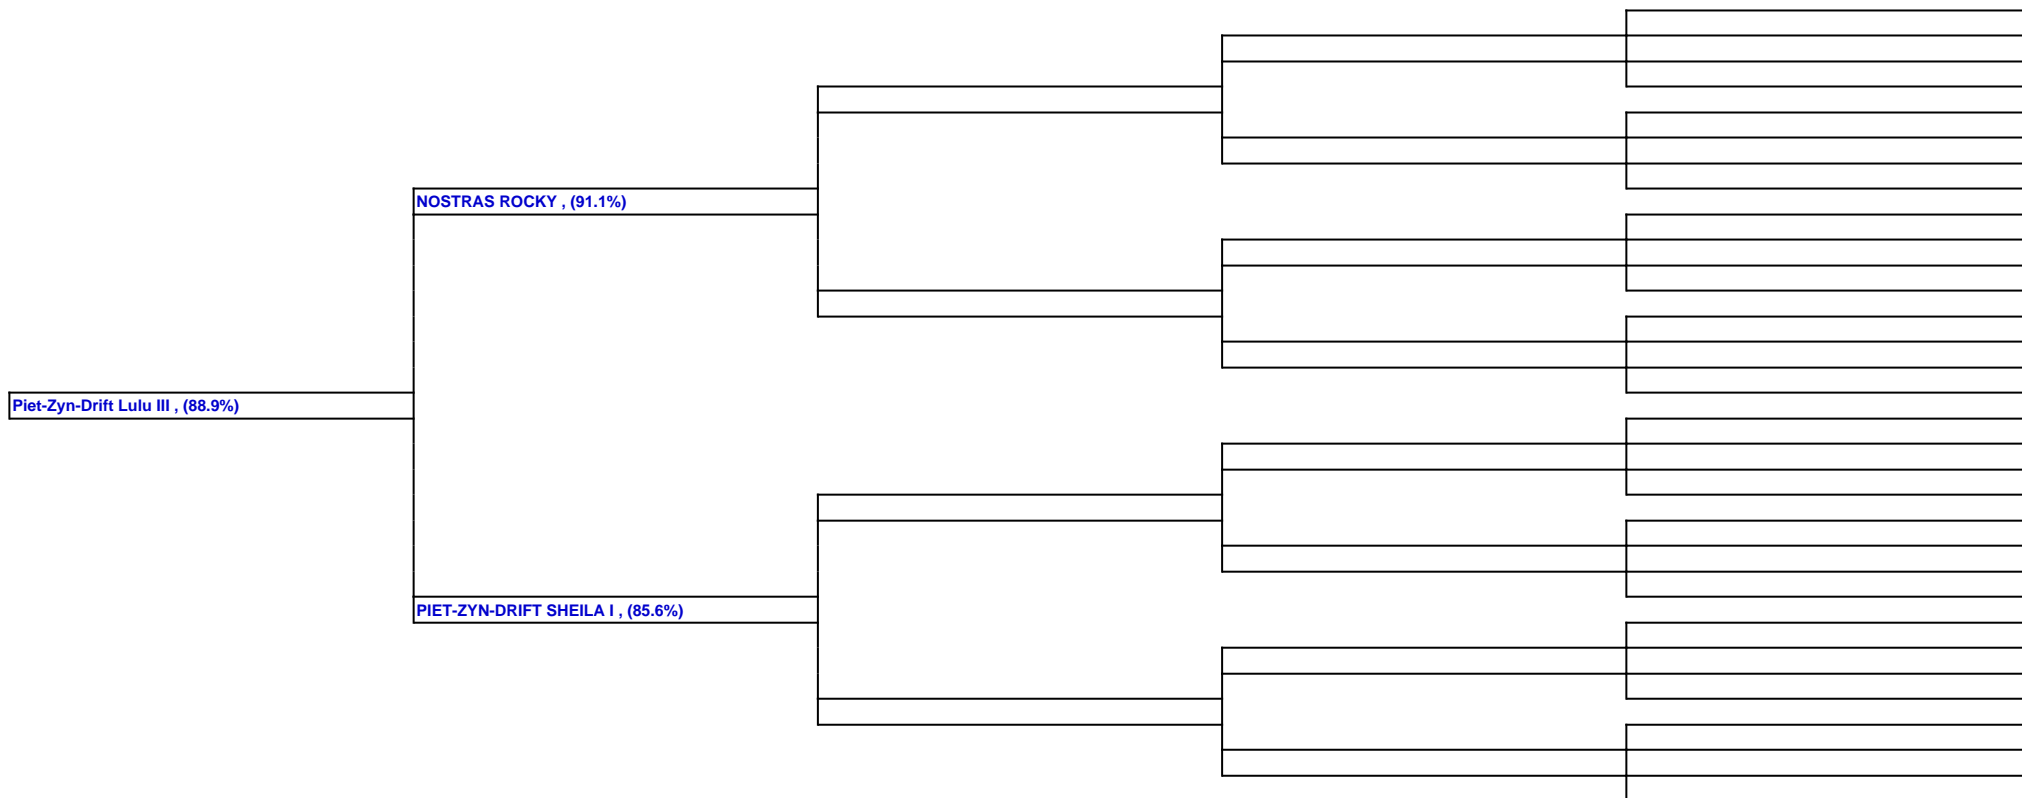 NOSTRAS ROCKY , (91.1%)
Piet-Zyn-Drift Lulu III , (88.9%)
PIET-ZYN-DRIFT SHEILA I , (85.6%)